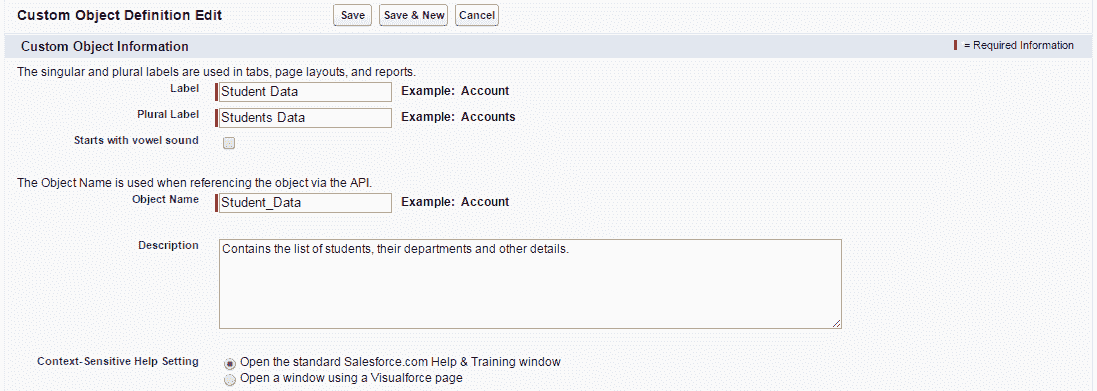 Custom Object Definition Edit Save Save & New Cancel
Custom Object Information = Required Information
The singular and plural labels are used in tabs, page layouts, and reports.
Label Student Data Example: Account
Plural Label Students Data Example: Accounts
Starts with vowel sound
The Object Name is used when referencing the object via the API.
Object Name Student_Data Example: Account
Description Contains the list of students, their departments and other details.
Context-Sensitive Help Setting Open the standard Salesforce.com Help & Training window
Open a window using a Visualforce page